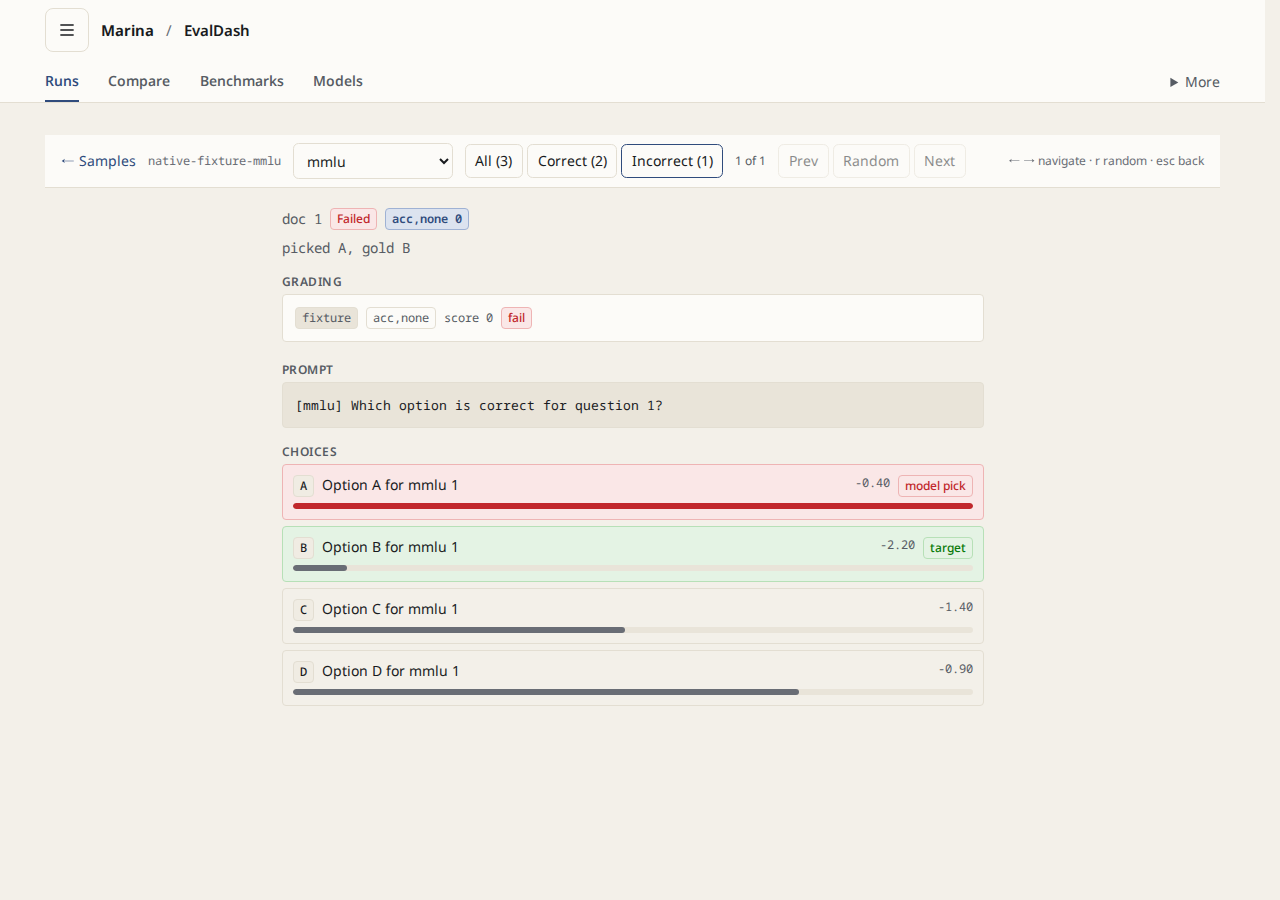 Marina / EvalDash
Runs Compare Benchmarks Models ▶ More
← Samples native-fixture-mmlu mmlu All (3) Correct (2) Incorrect (1) 1 of 1 Prev Random Next ← → navigate · r random · esc back
doc 1 Failed acc,none 0
picked A, gold B
GRADING
fixture acc,none score 0 fail
PROMPT
[mmlu] Which option is correct for question 1?
CHOICES
A Option A for mmlu 1 -0.40 model pick
B Option B for mmlu 1 -2.20 target
C Option C for mmlu 1 -1.40
D Option D for mmlu 1 -0.90